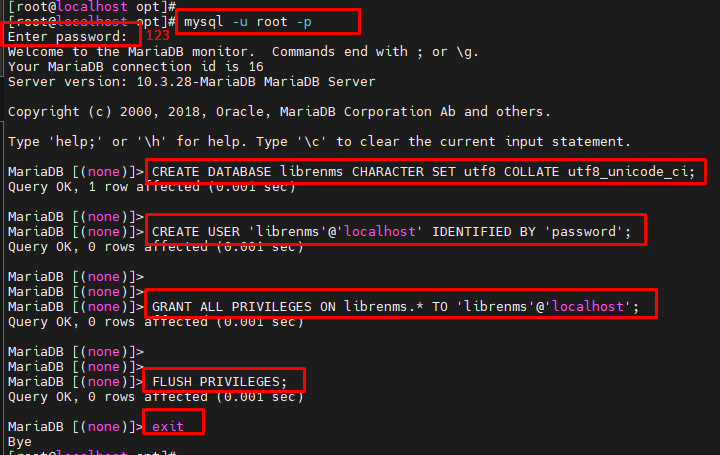 [root@localhost opt]#
[root@localhost opt]# mysql -u root -p
Enter password: 123
Welcome to the MariaDB monitor.  Commands end with ; or \g.
Your MariaDB connection id is 16
Server version: 10.3.28-MariaDB MariaDB Server
Copyright (c) 2000, 2018, Oracle, MariaDB Corporation Ab and others.
Type 'help;' or '\h' for help. Type '\c' to clear the current input statement.
MariaDB [(none)]> CREATE DATABASE librenms CHARACTER SET utf8 COLLATE utf8_unicode_ci;
Query OK, 1 row affected (0.001 sec)
MariaDB [(none)]>
MariaDB [(none)]> CREATE USER 'librenms'@'localhost' IDENTIFIED BY 'password';
Query OK, 0 rows affected (0.001 sec)
MariaDB [(none)]>
MariaDB [(none)]> GRANT ALL PRIVILEGES ON librenms.* TO 'librenms'@'localhost';
Query OK, 0 rows affected (0.001 sec)
MariaDB [(none)]>
MariaDB [(none)]> FLUSH PRIVILEGES;
Query OK, 0 rows affected (0.001 sec)
MariaDB [(none)]> exit
Bye
[root@localhost opt]#